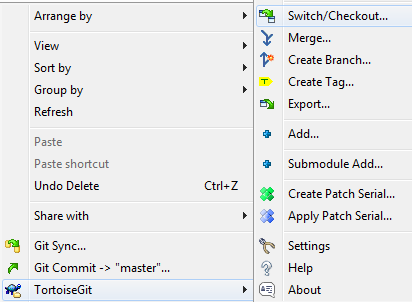 Arrange by
View
Sort by
Group by
Refresh
Paste
Paste shortcut
Undo Delete Ctrl+Z
Share with
Git Sync...
Git Commit -> "master"...
TortoiseGit
Switch/Checkout...
Merge...
Create Branch...
Create Tag...
Export...
Add...
Submodule Add...
Create Patch Serial...
Apply Patch Serial...
Settings
Help
About